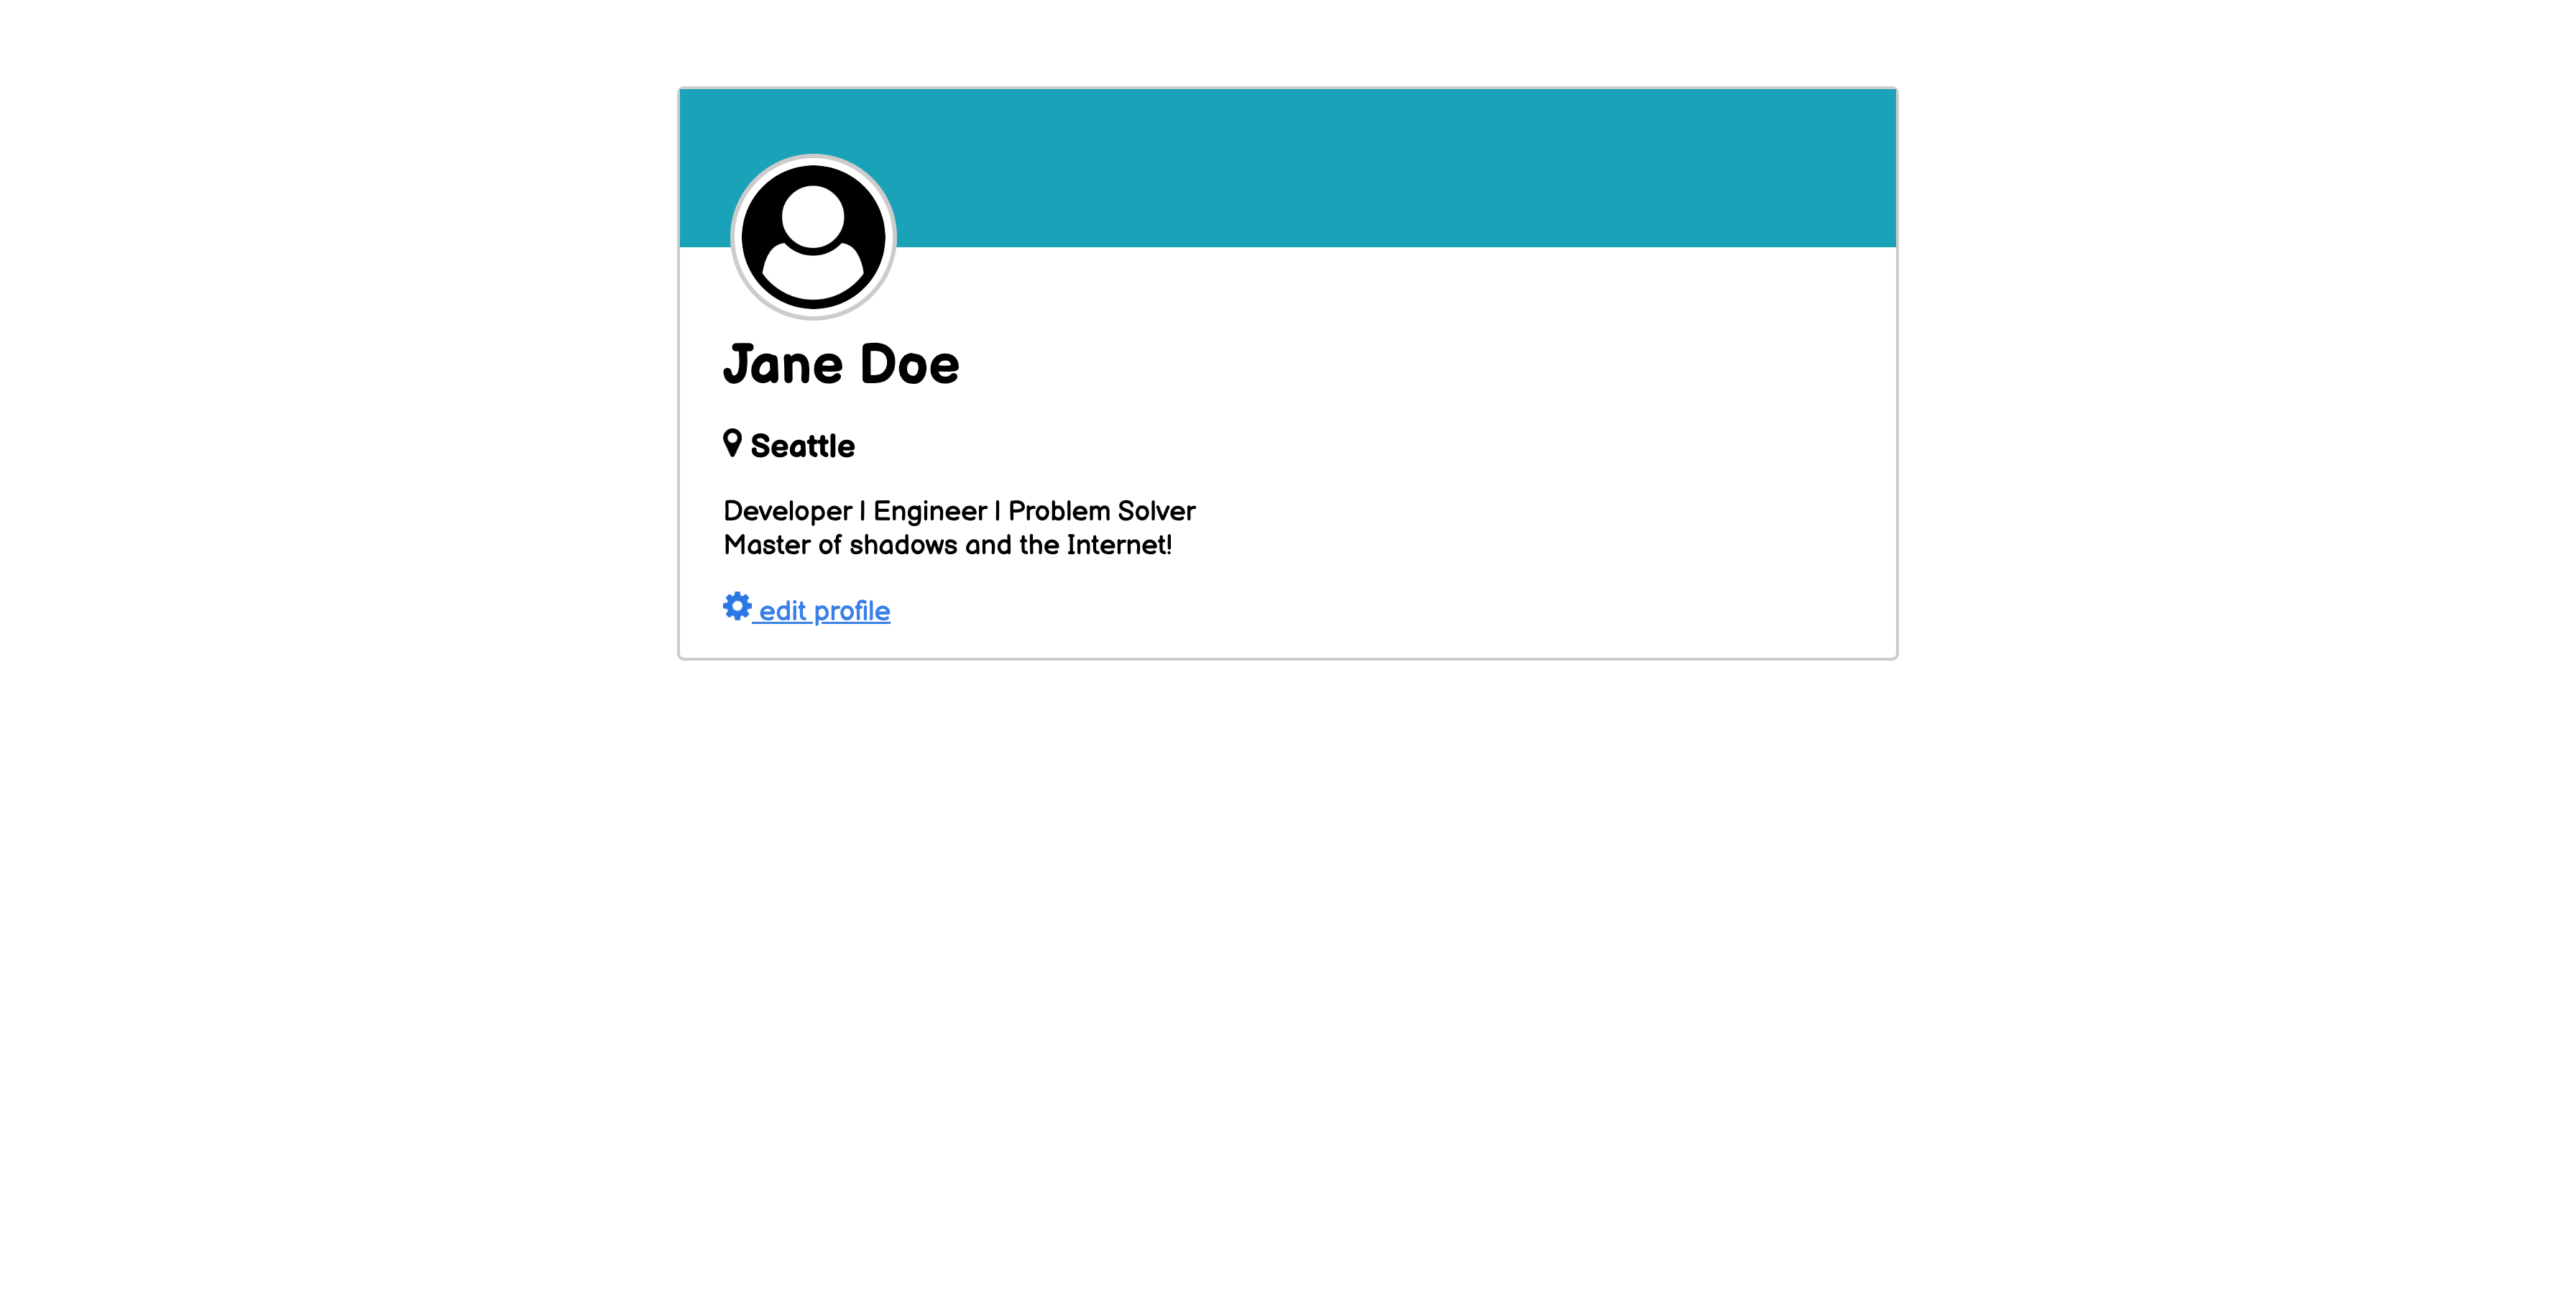 Jane Doe
Seattle
Developer | Engineer | Problem Solver
Master of shadows and the Internet!
edit profile